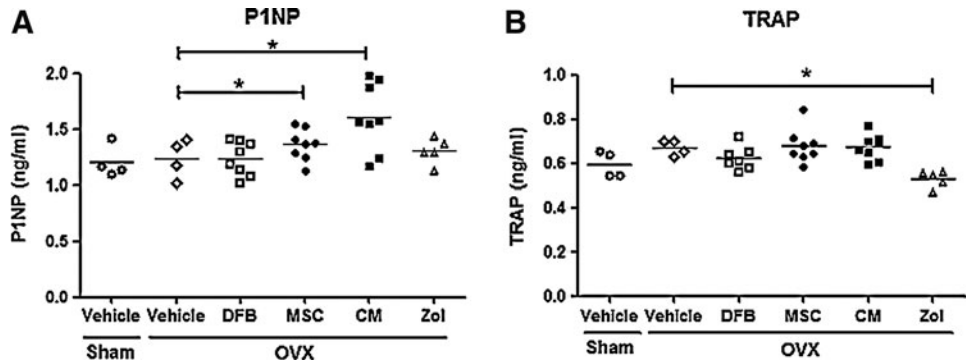 A
P1NP
*
*
P1NP (ng/ml)
2.0
1.5
1.0
0.5
0.0
Vehicle Vehicle DFB MSC CM Zol
Sham OVX
B
TRAP
*
TRAP (ng/ml)
1.0
0.8
0.6
0.4
0.2
0.0
Vehicle Vehicle DFB MSC CM Zol
Sham OVX